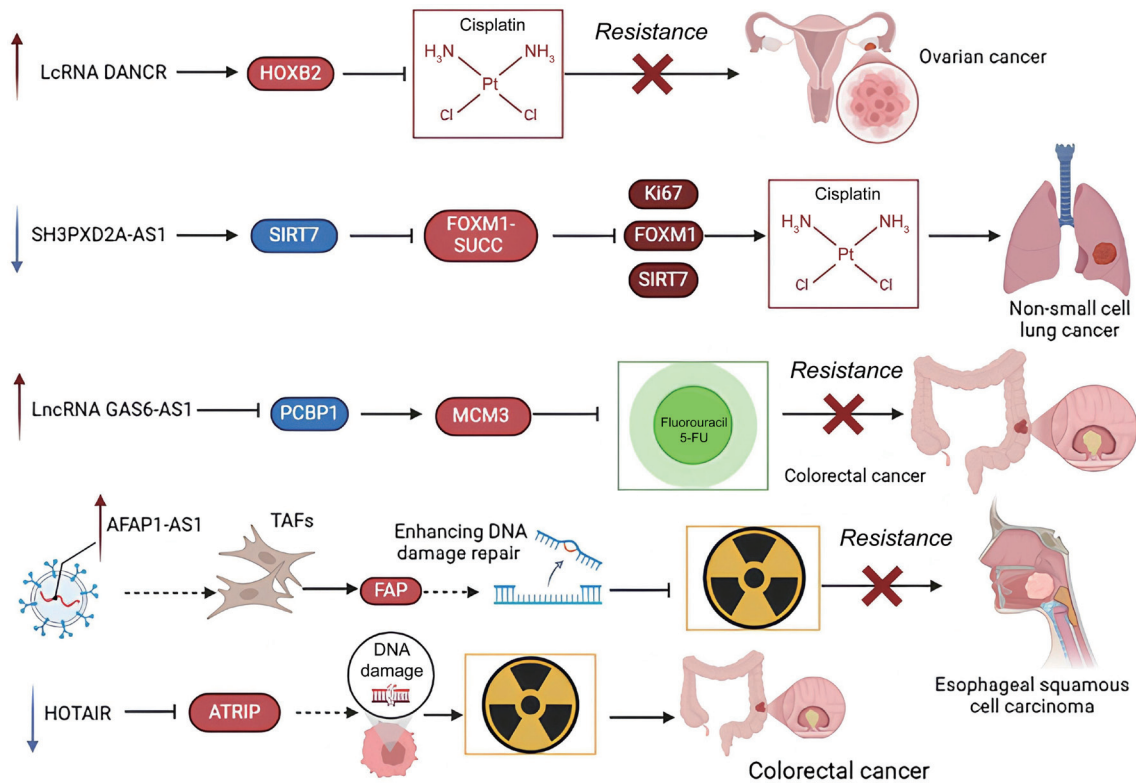 Cisplatin
Resistance
LcRNA DANCR
HOXB2
H₃N
NH₃
Pt
Cl
Cl
Ovarian cancer
SH3PXD2A-AS1
SIRT7
FOXM1-
SUCC
Ki67
FOXM1
SIRT7
Cisplatin
H₃N
NH₃
Pt
Cl
Cl
Non-small cell
lung cancer
LncRNA GAS6-AS1
PCBP1
MCM3
Fluorouracil
5-FU
Resistance
Colorectal cancer
AFAP1-AS1
TAFs
FAP
Enhancing DNA
damage repair
Resistance
Esophageal squamous
cell carcinoma
HOTAIR
ATRIP
DNA
damage
Colorectal cancer